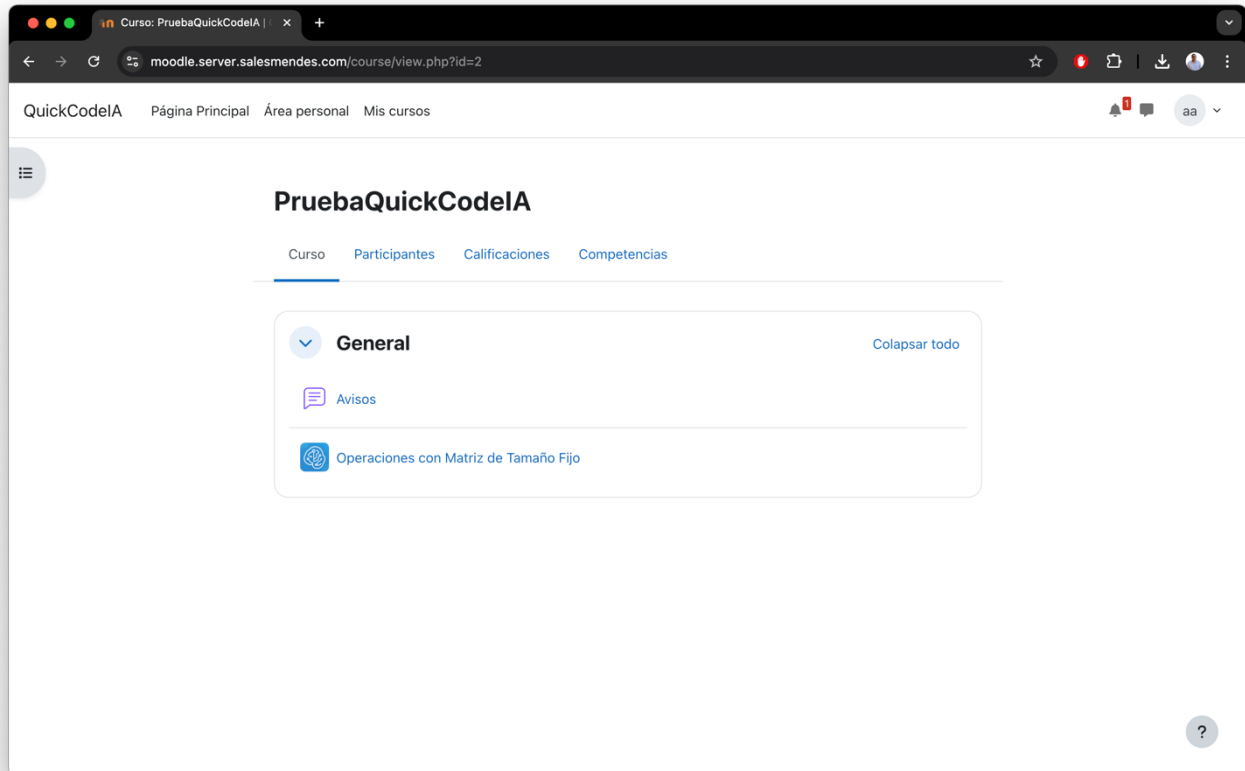 Curso: PruebaQuickCodeIA |
moodle.server.salesmendes.com/course/view.php?id=2
QuickCodeIA Página Principal Área personal Mis cursos 1 aa
PruebaQuickCodeIA
Curso Participantes Calificaciones Competencias
General Colapsar todo
Avisos
Operaciones con Matriz de Tamaño Fijo
?